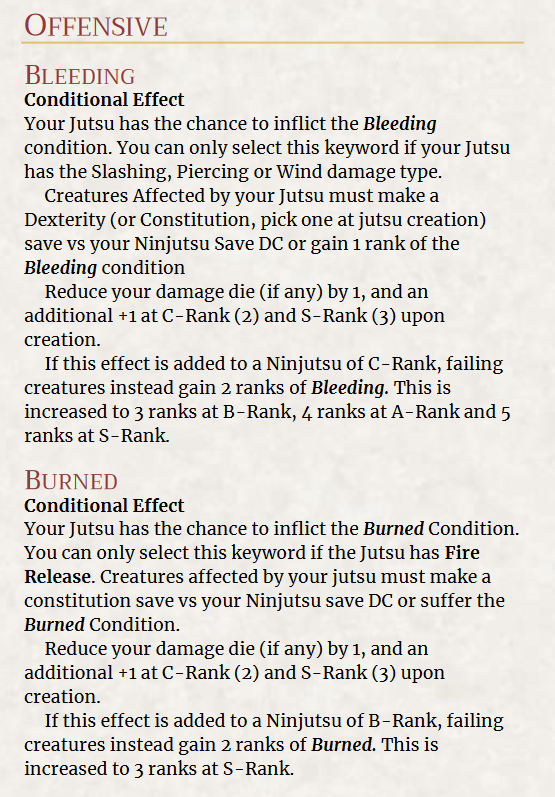 OFFENSIVE
BLEEDING
Conditional Effect
Your Jutsu has the chance to inflict the Bleeding
condition. You can only select this keyword if your Jutsu
has the Slashing, Piercing or Wind damage type.
Creatures Affected by your Jutsu must make a
Dexterity (or Constitution, pick one at jutsu creation)
save vs your Ninjutsu Save DC or gain 1 rank of the
Bleeding condition
Reduce your damage die (if any) by 1, and an
additional +1 at C-Rank (2) and S-Rank (3) upon
creation.
If this effect is added to a Ninjutsu of C-Rank, failing
creatures instead gain 2 ranks of Bleeding. This is
increased to 3 ranks at B-Rank, 4 ranks at A-Rank and 5
ranks at S-Rank.
BURNED
Conditional Effect
Your Jutsu has the chance to inflict the Burned Condition.
You can only select this keyword if the Jutsu has Fire
Release. Creatures affected by your jutsu must make a
constitution save vs your Ninjutsu save DC or suffer the
Burned Condition.
Reduce your damage die (if any) by 1, and an
additional +1 at C-Rank (2) and S-Rank (3) upon
creation.
If this effect is added to a Ninjutsu of B-Rank, failing
creatures instead gain 2 ranks of Burned. This is
increased to 3 ranks at S-Rank.